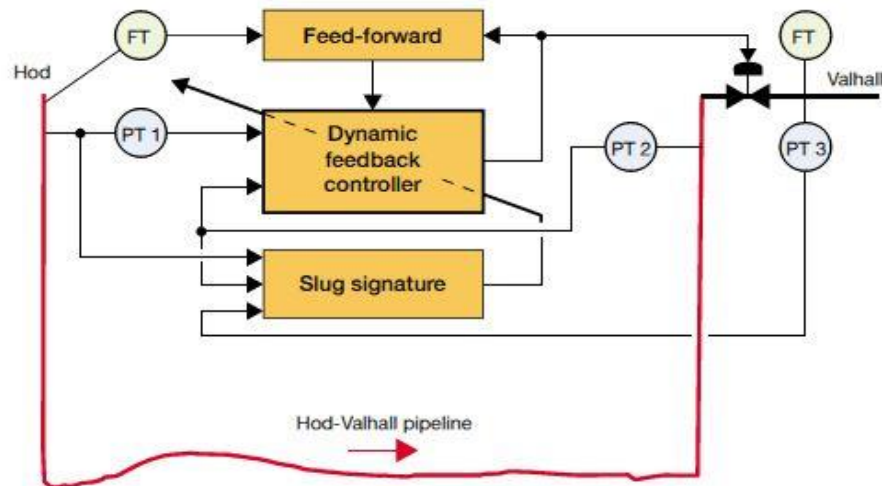 FT
Feed-forward
FT
Hod
Valhall
PT 1
Dynamic
feedback
controller
PT 2
PT 3
Slug signature
Hod-Valhall pipeline